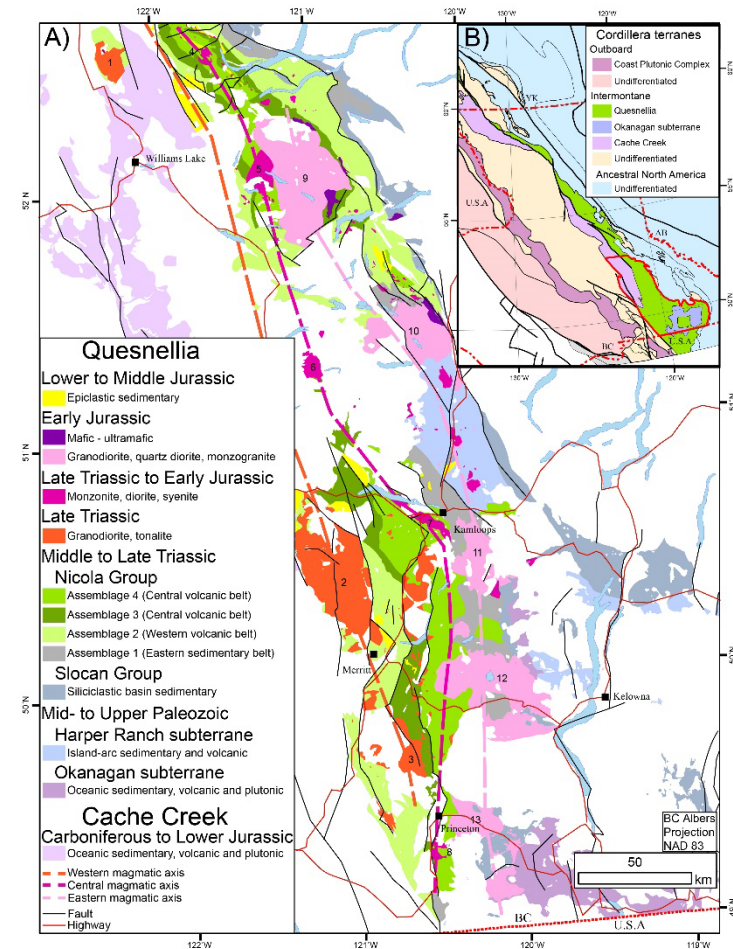 122°W
121°W
120°W
A)
B)
130°W
120°W
Cordillera terranes
Outboard
Coast Plutonic Complex
Undifferentiated
Intermontane
Quesnellia
Okanagan subterrane
Cache Creek
Undifferentiated
Ancestral North America
Undifferentiated
YK
U.S.A
AB
BC
U.S.A
130°W
120°W
1
4
Williams Lake
5
9
52°N
10
6
51°N
Kamloops
11
2
Merritt
12
Kelowna
50°N
3
Princeton
13
8
Quesnellia
Lower to Middle Jurassic
Epiclastic sedimentary
Early Jurassic
Mafic - ultramafic
Granodiorite, quartz diorite, monzogranite
Late Triassic to Early Jurassic
Monzonite, diorite, syenite
Late Triassic
Granodiorite, tonalite
Middle to Late Triassic
Nicola Group
Assemblage 4 (Central volcanic belt)
Assemblage 3 (Central volcanic belt)
Assemblage 2 (Western volcanic belt)
Assemblage 1 (Eastern sedimentary belt)
Slocan Group
Siliciclastic basin sedimentary
Mid- to Upper Paleozoic
Harper Ranch subterrane
Island-arc sedimentary and volcanic
Okanagan subterrane
Oceanic sedimentary, volcanic and plutonic
Cache Creek
Carboniferous to Lower Jurassic
Oceanic sedimentary, volcanic and plutonic
Western magmatic axis
Central magmatic axis
Eastern magmatic axis
Fault
Highway
BC Albers
Projection
NAD 83
50
km
BC
U.S.A
122°W
121°W
120°W
119°W